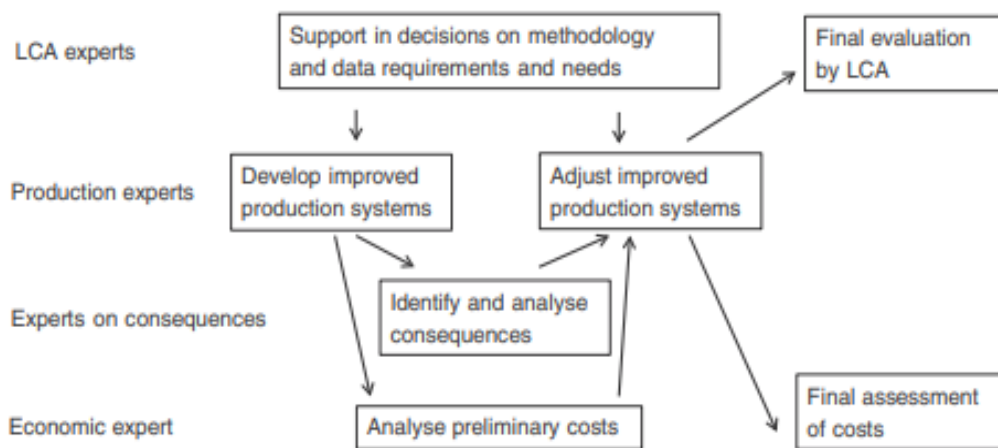 LCA experts
Support in decisions on methodology
and data requirements and needs
Final evaluation
by LCA
Production experts
Develop improved
production systems
Adjust improved
production systems
Experts on consequences
Identify and analyse
consequences
Economic expert
Analyse preliminary costs
Final assessment
of costs